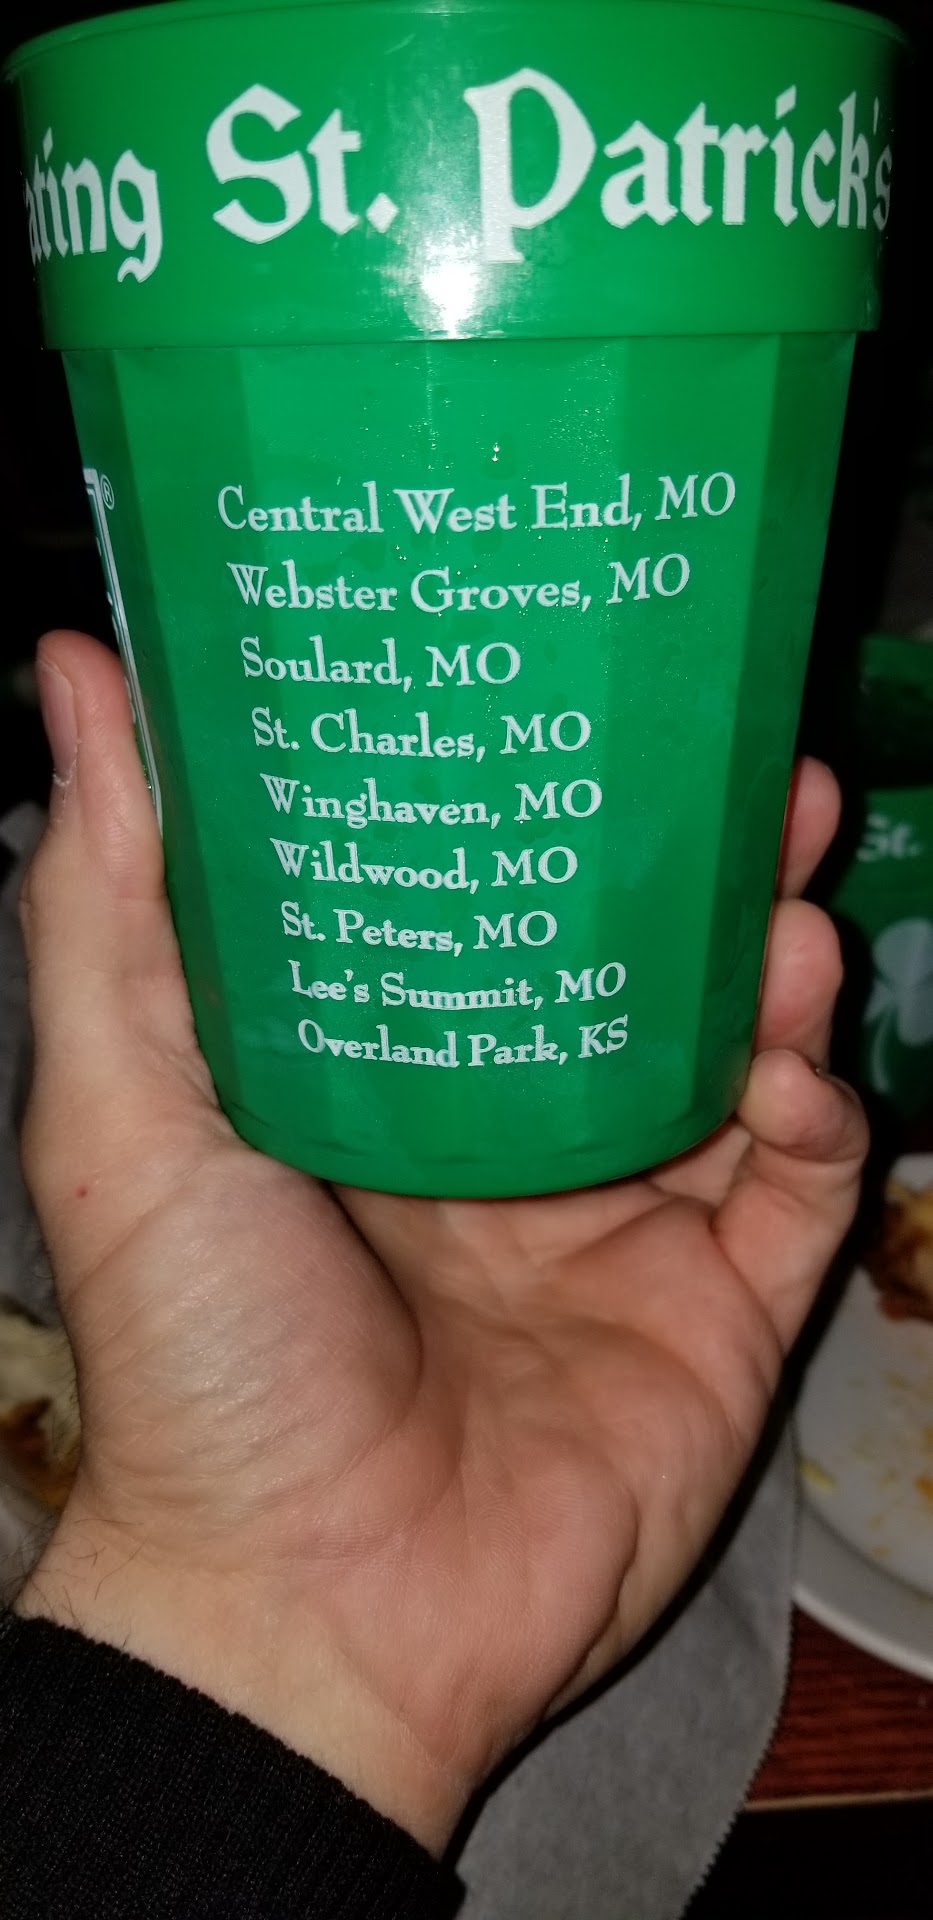 ating St. Patrick's
®
Central West End, MO
Webster Groves, MO
Soulard, MO
St. Charles, MO
Winghaven, MO
Wildwood, MO
St. Peters, MO
Lee's Summit, MO
Overland Park, KS
St.